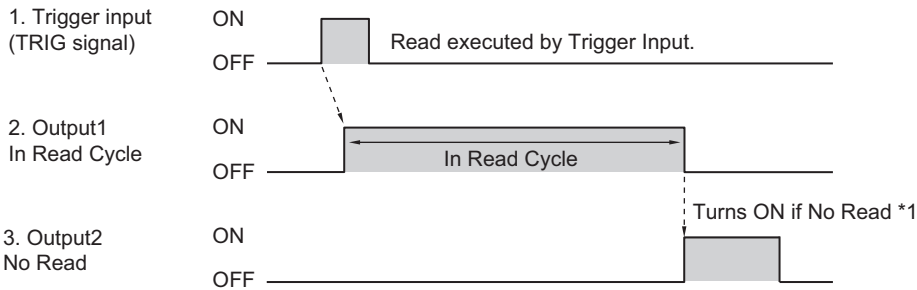 1. Trigger input
(TRIG signal)
ON
OFF
Read executed by Trigger Input.
2. Output1
In Read Cycle
ON
OFF
In Read Cycle
Turns ON if No Read *1
3. Output2
No Read
ON
OFF